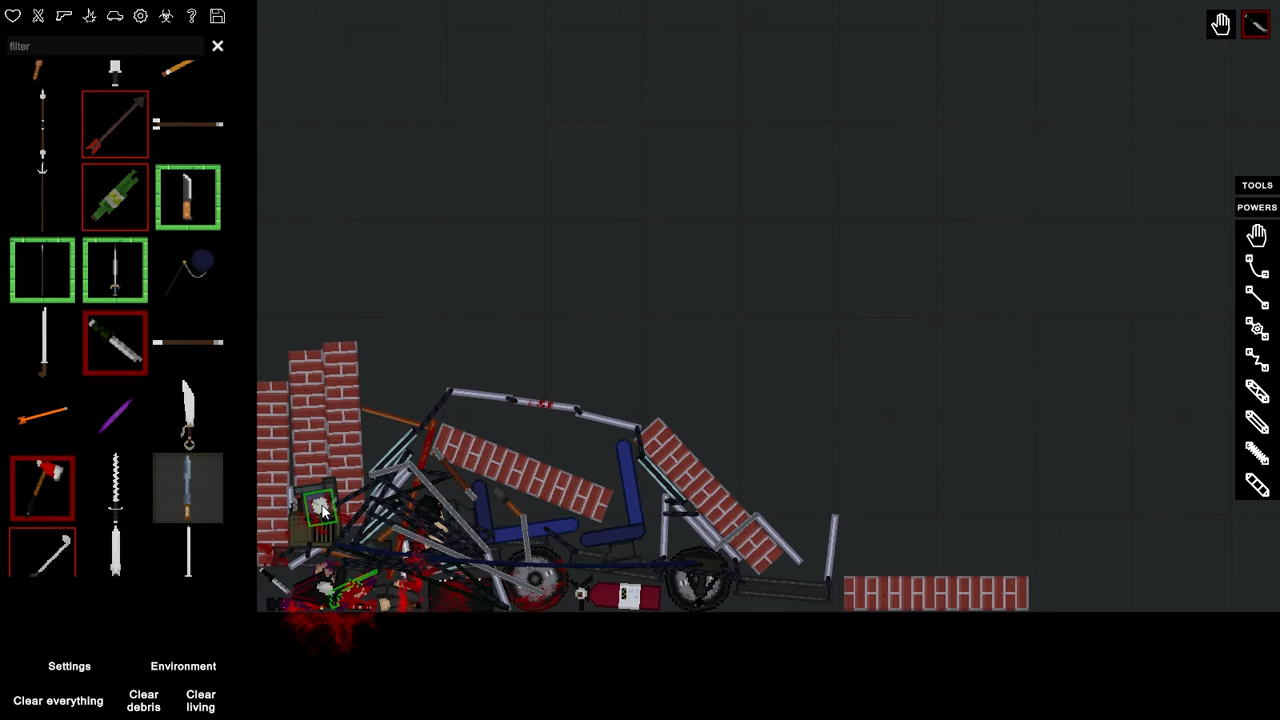 filter
TOOLS
POWERS
Settings
Environment
Clear everything
Clear
debris
Clear
living